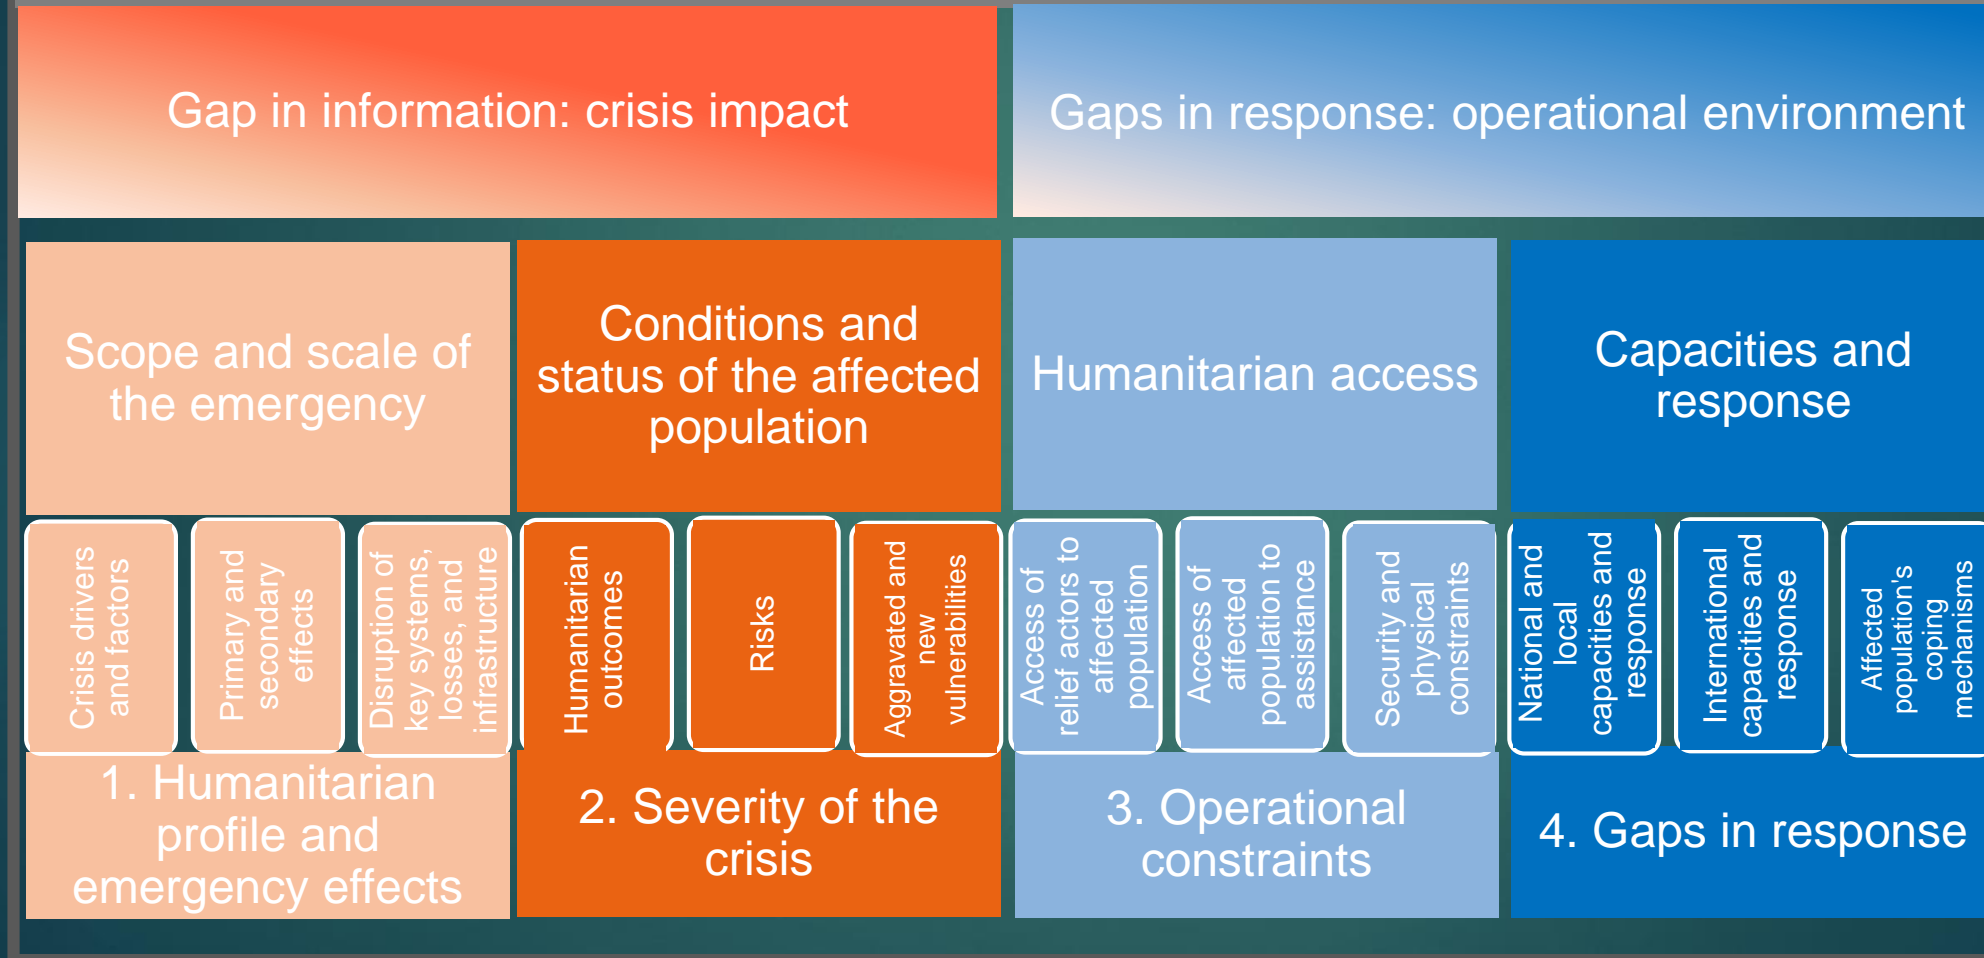 Gap in information: crisis impact
Gaps in response: operational environment
Scope and scale of
the emergency
Conditions and
status of the affected
population
Humanitarian access
Capacities and
response
Crisis drivers
and factors
Primary and
secondary
effects
Disruption of
key systems,
losses, and
infrastructure
Humanitarian
outcomes
Risks
Aggravated and
new
vulnerabilities
Access of
relief actors to
affected
population
Access of
affected
population to
assistance
Security and
physical
constraints
National and
local
capacities and
response
International
capacities and
response
Affected
population's
coping
mechanisms
1. Humanitarian
profile and
emergency effects
2. Severity of the
crisis
3. Operational
constraints
4. Gaps in response